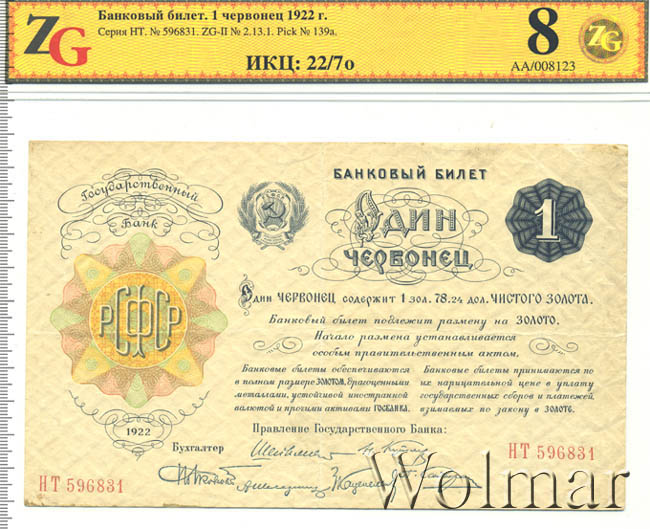 ZG
Банковый билет. 1 червонец 1922 г.
Серия НТ. № 596831. ZG-II № 2.13.1. Pick № 139а.
ИКЦ: 22/7о
8
ZG
АА/008123
Государственный
Банк
БАНКОВЫЙ БИЛЕТ
ОДИН
ЧЕРВОНЕЦ
1
РСФСР
Один ЧЕРВОНЕЦ содержит 1 зол. 78.24 дол. ЧИСТОГО ЗОЛОТА.
Банковый билет подлежит размену на ЗОЛОТО.
Начало размена устанавливается
особым правительственным актом.
Банковые билеты обеспечиваются
в полном размере ЗОЛОТОМ, драгоценными
металлами, устойчивой иностранной
валютой и прочими активами ГОСБАНКА.
Банковые билеты принимаются по
их нарицательной цене в уплату
государственных сборов и платежей,
взимаемых по закону в ЗОЛОТЕ.
1922
Правление Государственного Банка:
Бухгалтер
НТ 596831
НТ 596831
Wolmar